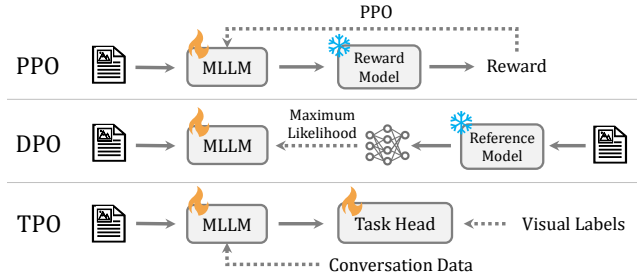 PPO
PPO
MLLM
Reward
Model
Reward
DPO
MLLM
Maximum
Likelihood
Reference
Model
TPO
MLLM
Task Head
Visual Labels
Conversation Data